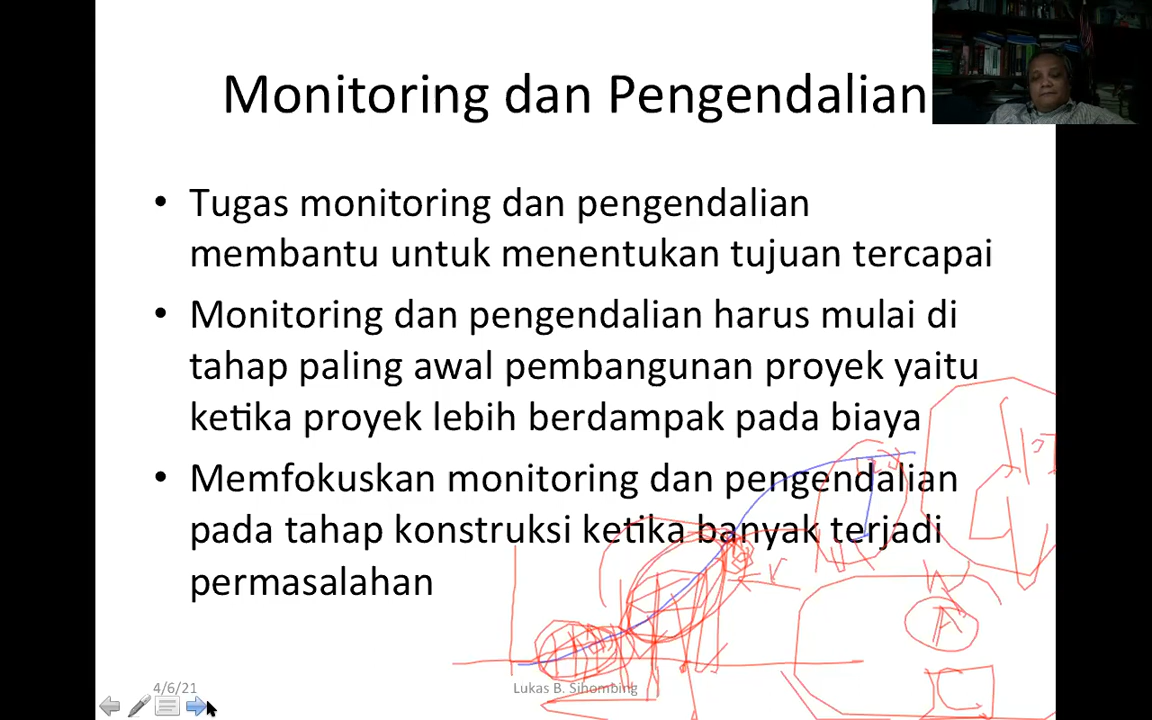 Monitoring dan Pengendalian
• Tugas monitoring dan pengendalian
membantu untuk menentukan tujuan tercapai
• Monitoring dan pengendalian harus mulai di
tahap paling awal pembangunan proyek yaitu
ketika proyek lebih berdampak pada biaya
• Memfokuskan monitoring dan pengendalian
pada tahap konstruksi ketika banyak terjadi
permasalahan
A
4/6/21
Lukas B. Sihombing